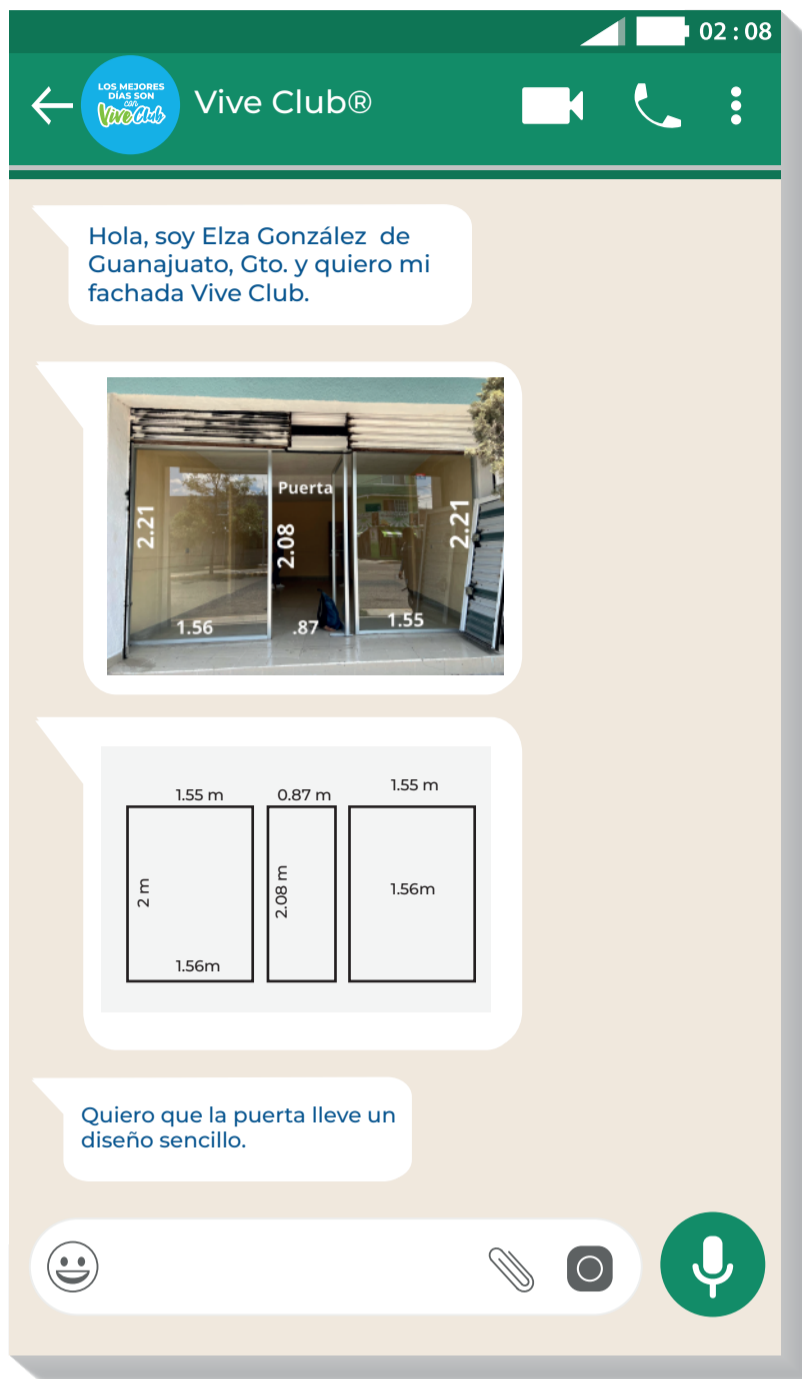 02 : 08
LOS MEJORES
DÍAS SON
con
Vive Club
Vive Club®
Hola, soy Elza González de
Guanajuato, Gto. y quiero mi
fachada Vive Club.
Puerta
2.21
2.08
2.21
1.56
.87
1.55
1.55 m
0.87 m
1.55 m
2 m
2.08 m
1.56m
1.56m
Quiero que la puerta lleve un
diseño sencillo.